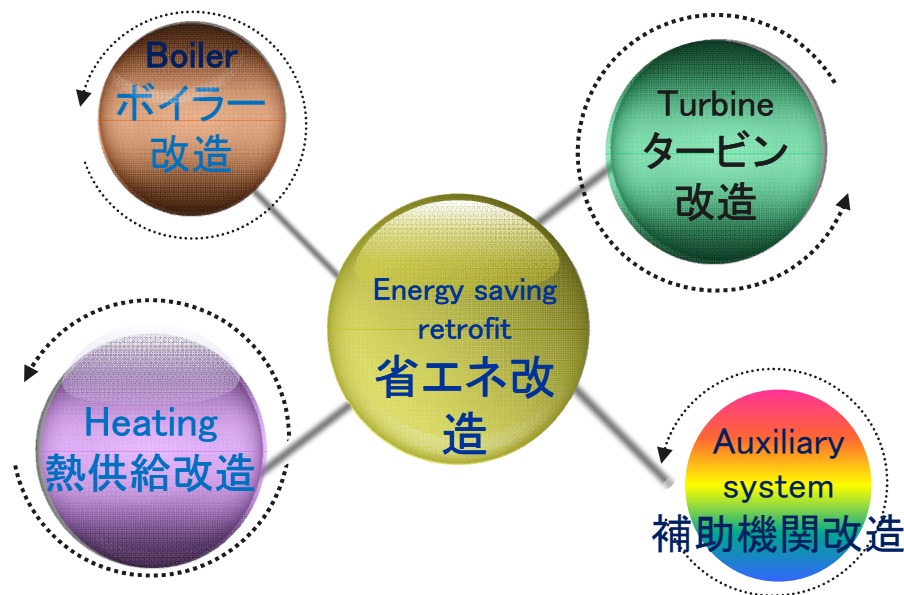 Boiler
ボイラー
改造
Turbine
タービン
改造
Energy saving
retrofit
省エネ改
造
Heating
熱供給改造
Auxiliary
system
補助機関改造